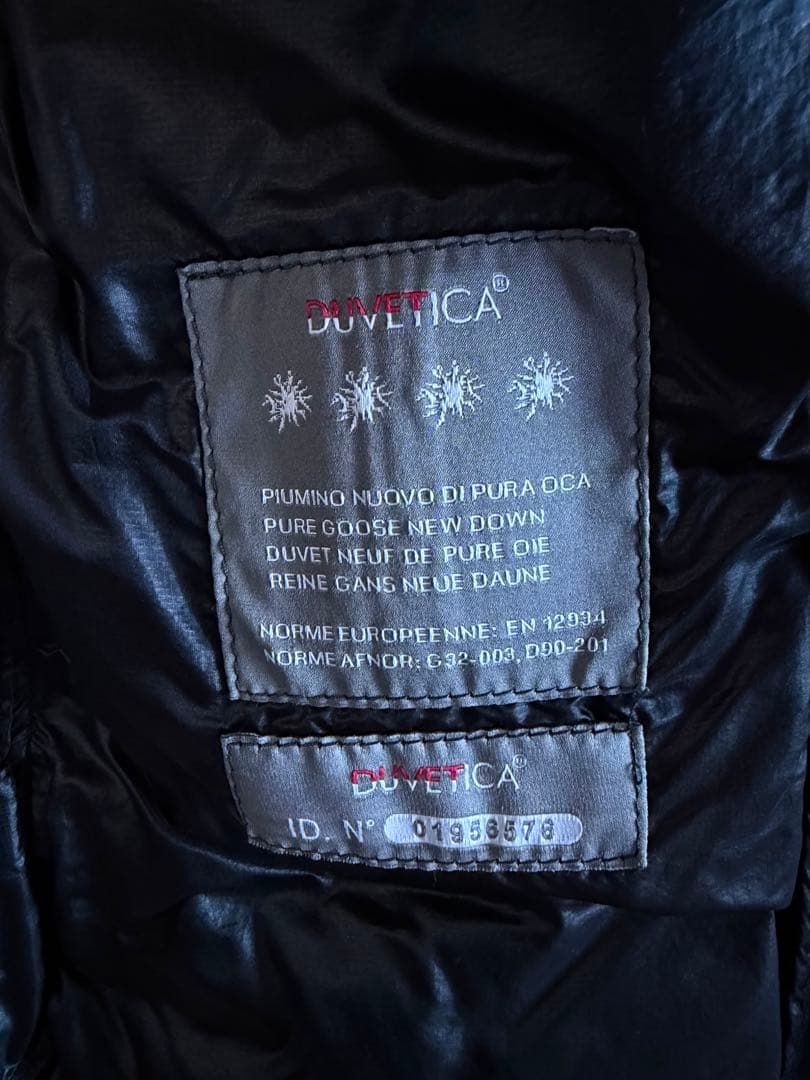 DUVETICA®
PIUMINO NUOVO DI PURA OCA
PURE GOOSE NEW DOWN
DUVET NEUF DE PURE OIE
REINE GANS NEUE DAUNE
NORME EUROPEENNE: EN 12934
NORME AFNOR: G32-003, D90-201
DUVETICA®
ID. N° 01956576